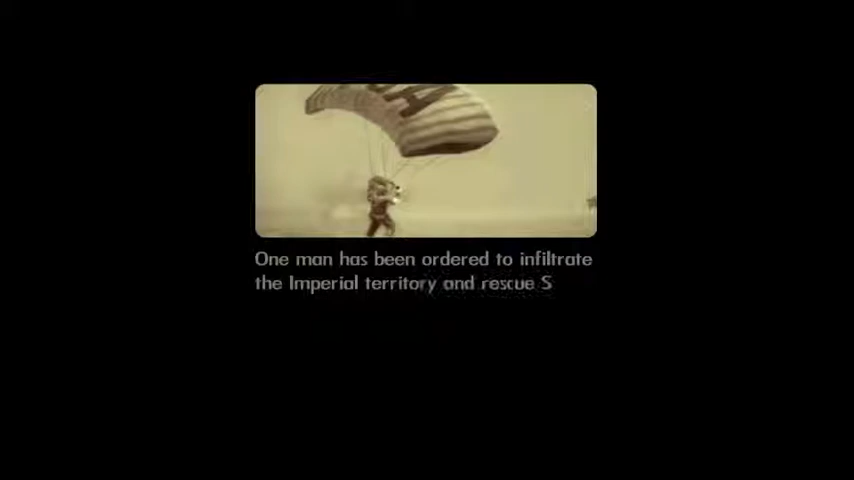 One man has been ordered to infiltrate
the Imperial territory and rescue S